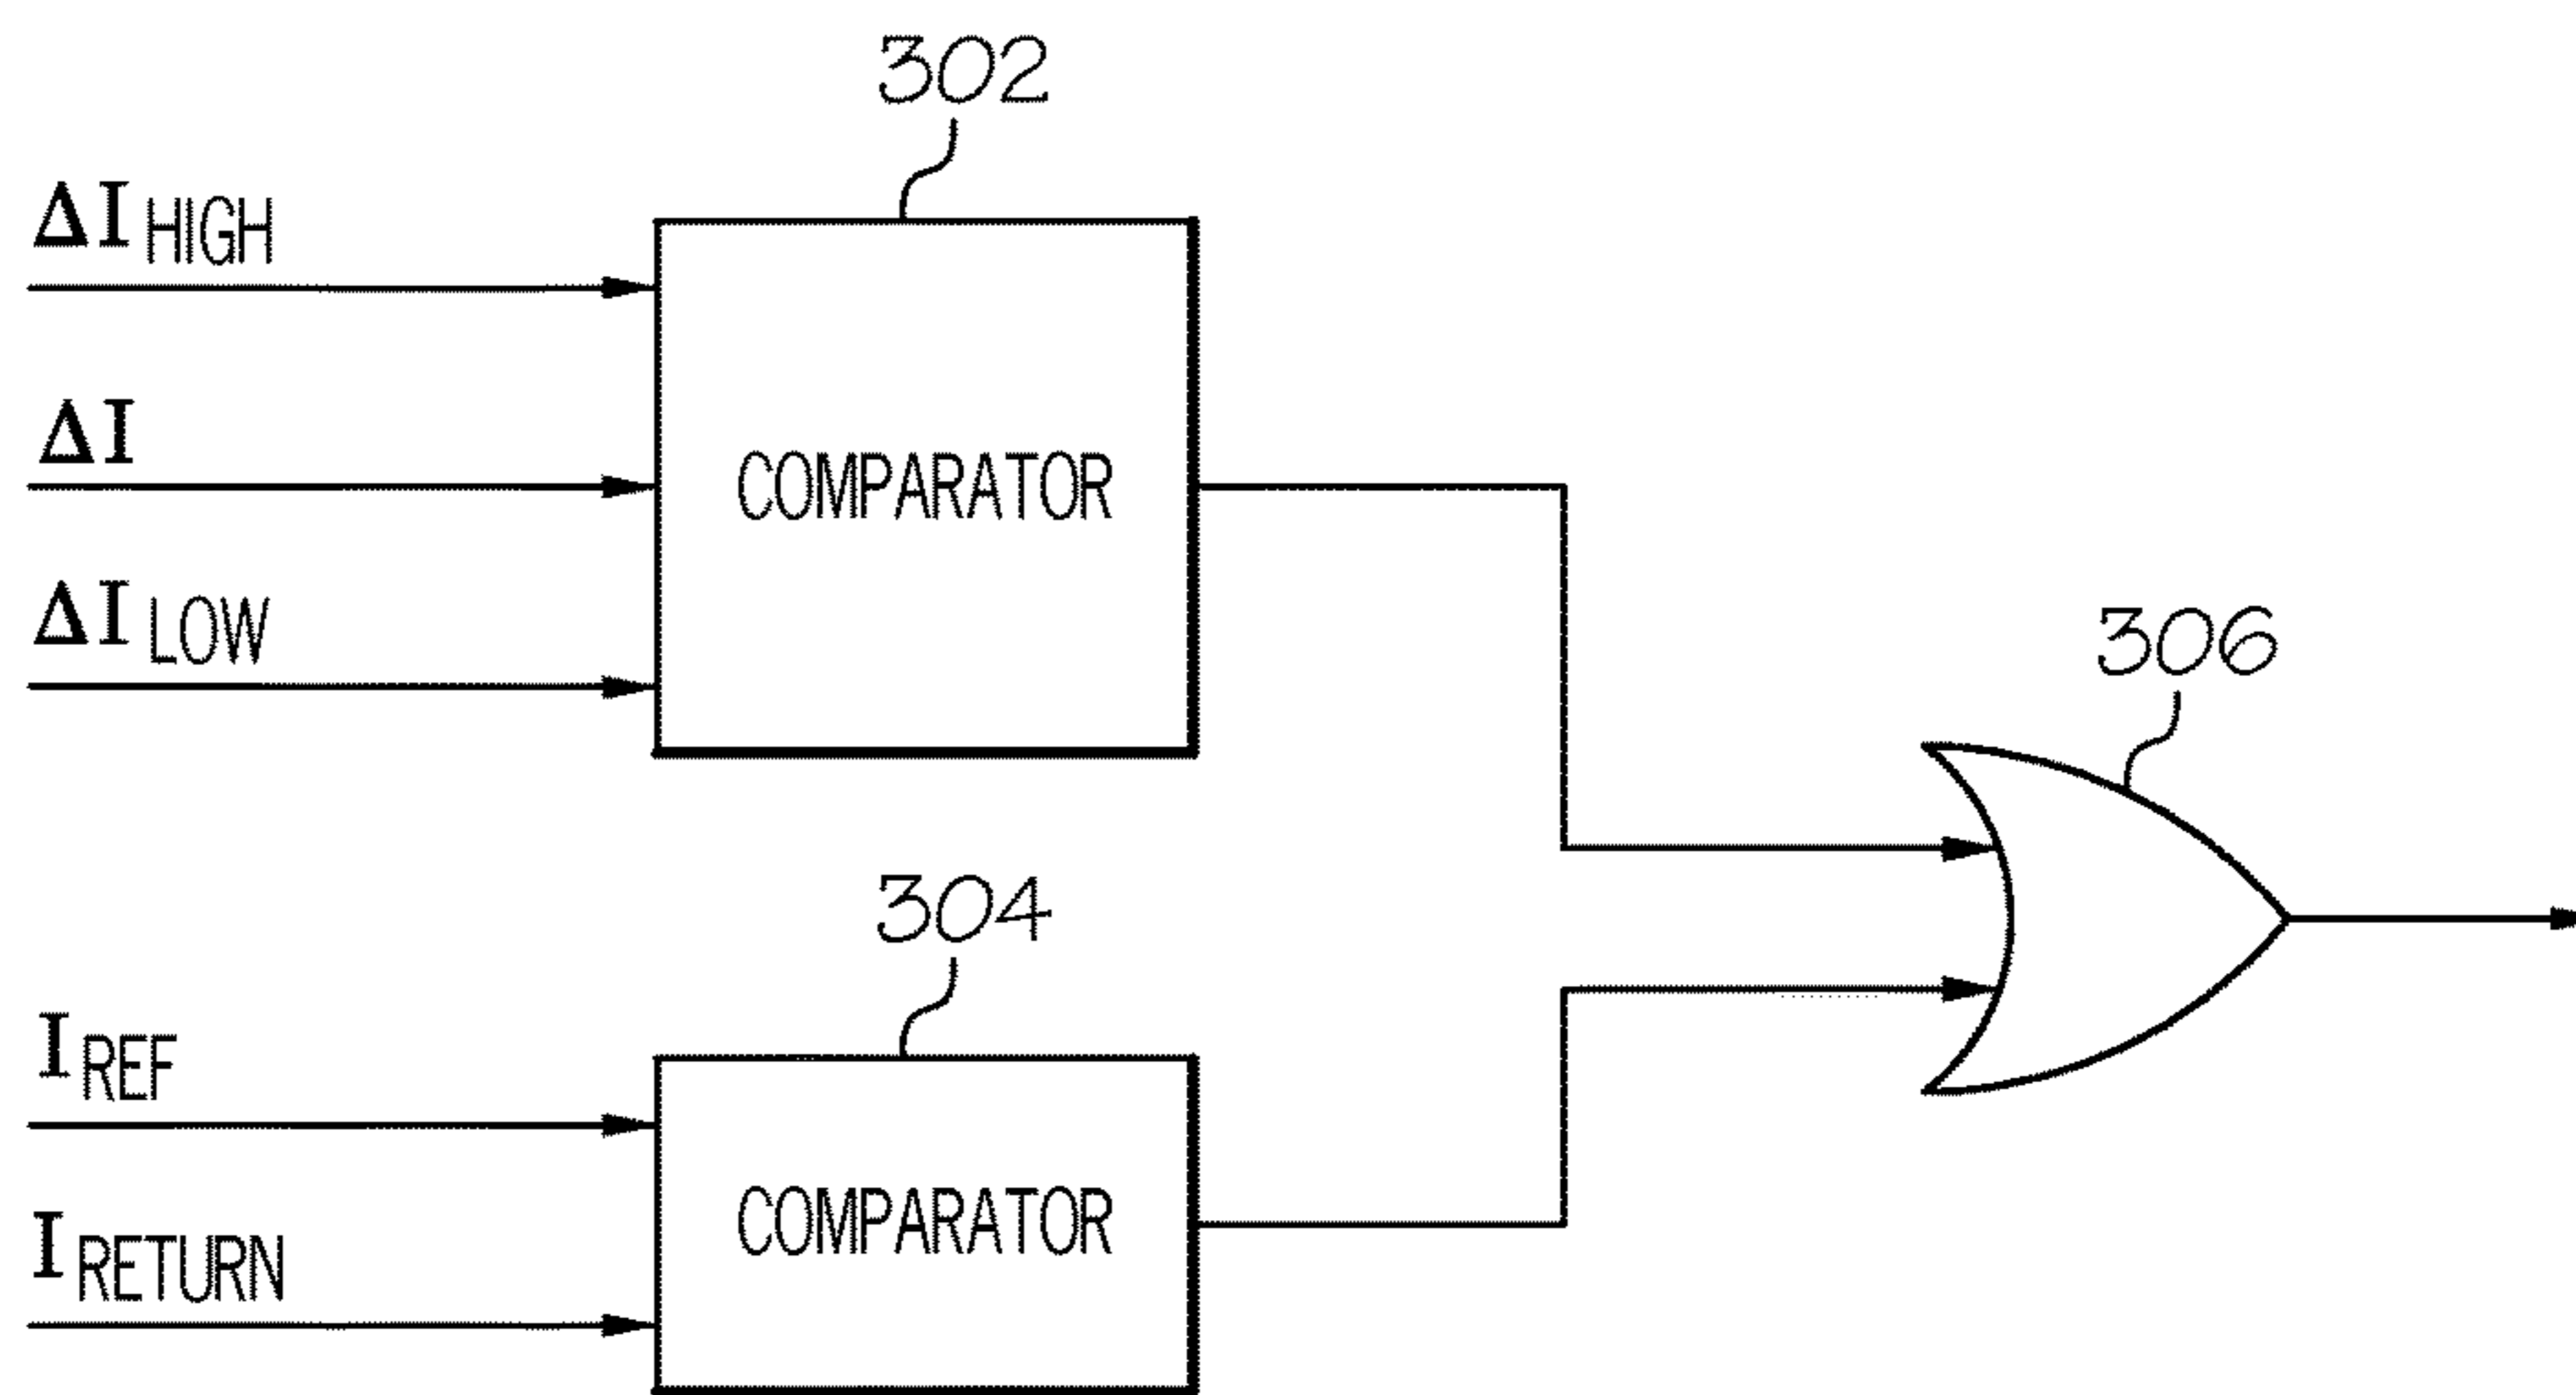 302
ΔI HIGH
ΔI
COMPARATOR
ΔI LOW
306
304
I REF
COMPARATOR
I RETURN